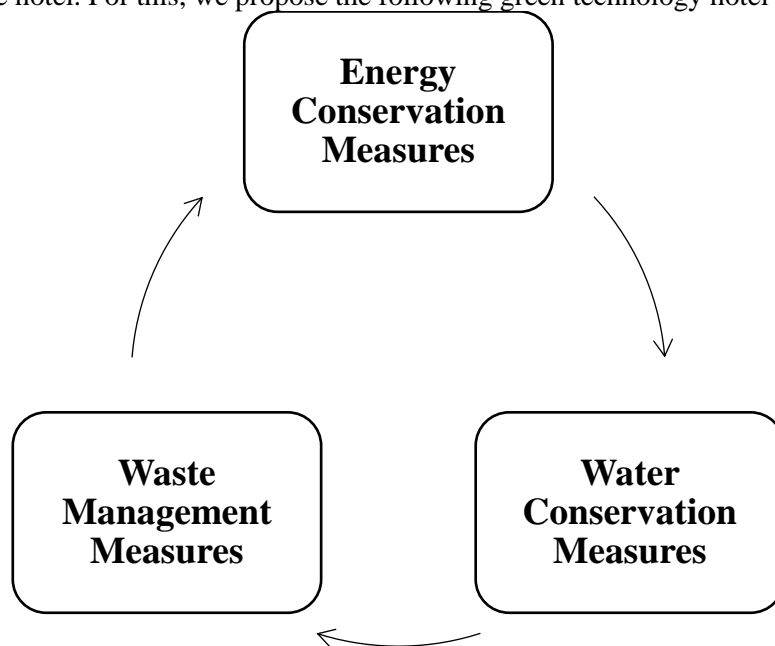 hotel. For this, we propose the following green technology hotel
Energy
Conservation
Measures
Waste
Management
Measures
Water
Conservation
Measures